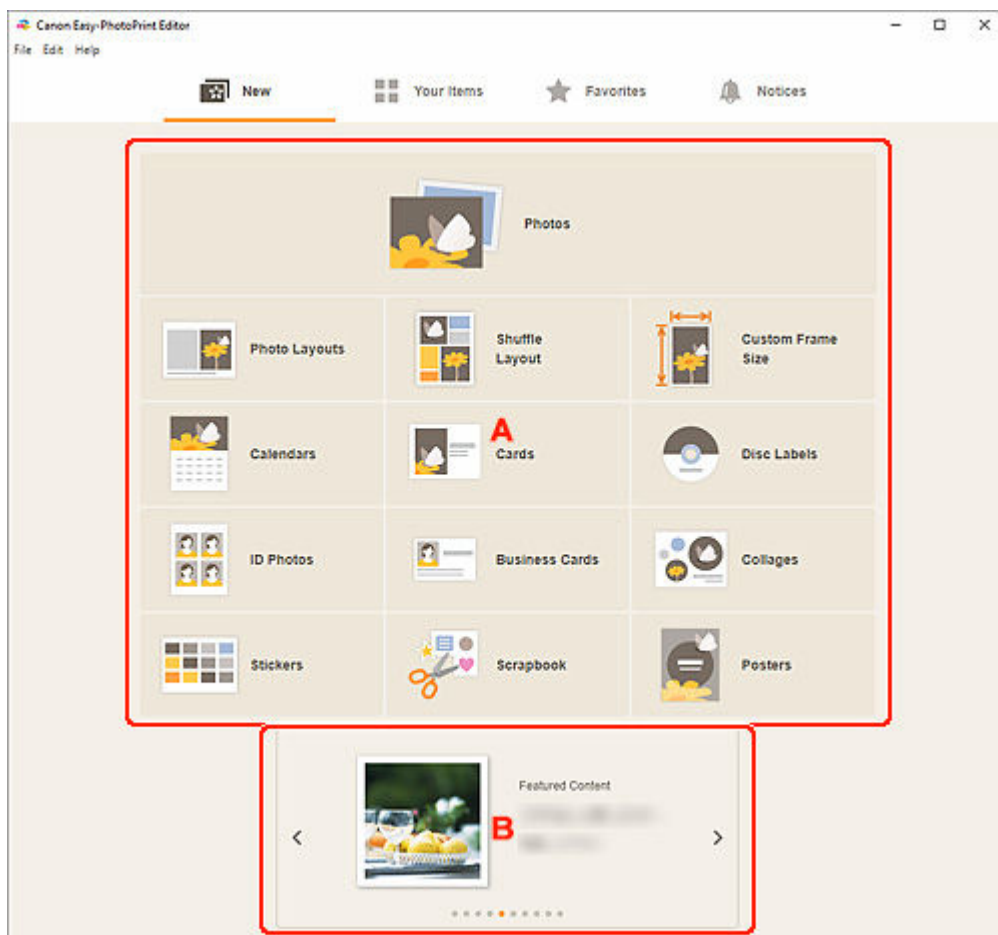 Canon Easy-PhotoPrint Editor
File Edit Help
New Your Items Favorites Notices
Photos
Photo Layouts
Shuffle
Layout
Custom Frame
Size
Calendars
A
Cards
Disc Labels
ID Photos
Business Cards
Collages
Stickers
Scrapbook
Posters
Featured Content
B